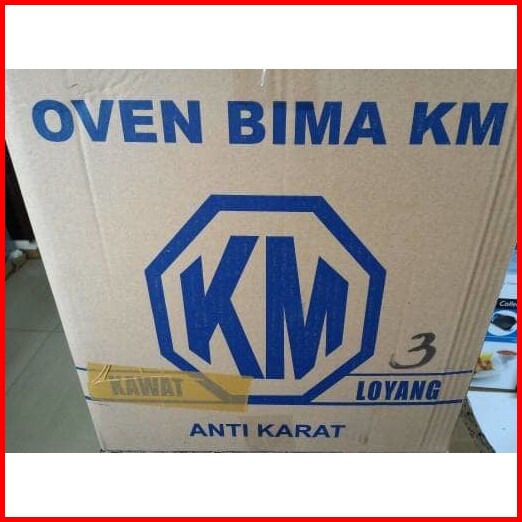 OVEN BIMA KM
KM
3
KAWAT
LOYANG
ANTI KARAT